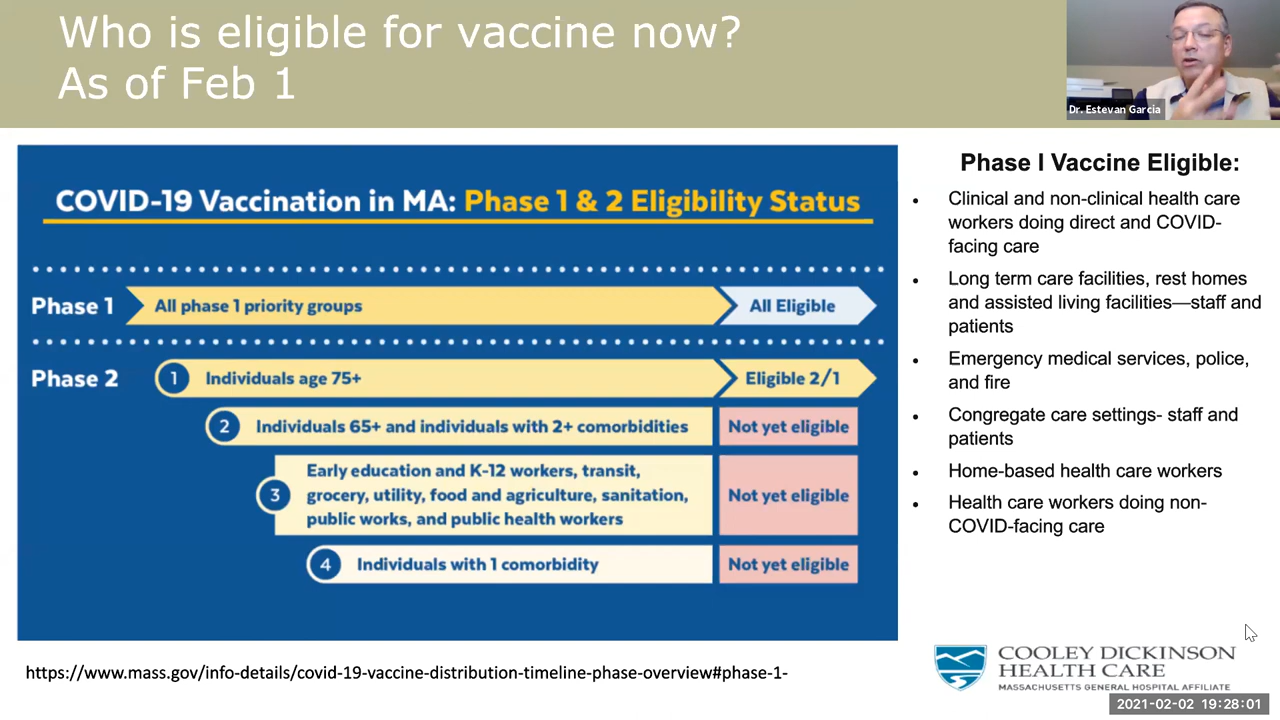 Who is eligible for vaccine now?
As of Feb 1
Dr. Estevan Garcia
COVID-19 Vaccination in MA: Phase 1 & 2 Eligibility Status
Phase 1
All phase 1 priority groups
All Eligible
Phase 2
1
Individuals age 75+
Eligible 2/1
2
Individuals 65+ and individuals with 2+ comorbidities
Not yet eligible
3
Early education and K-12 workers, transit,
grocery, utility, food and agriculture, sanitation,
public works, and public health workers
Not yet eligible
4
Individuals with 1 comorbidity
Not yet eligible
Phase I Vaccine Eligible:
• Clinical and non-clinical health care
workers doing direct and COVID-
facing care
• Long term care facilities, rest homes
and assisted living facilities—staff and
patients
• Emergency medical services, police,
and fire
• Congregate care settings- staff and
patients
• Home-based health care workers
• Health care workers doing non-
COVID-facing care
https://www.mass.gov/info-details/covid-19-vaccine-distribution-timeline-phase-overview#phase-1-
COOLEY DICKINSON
HEALTH CARE
MASSACHUSETTS GENERAL HOSPITAL AFFILIATE
2021-02-02 19:28:01